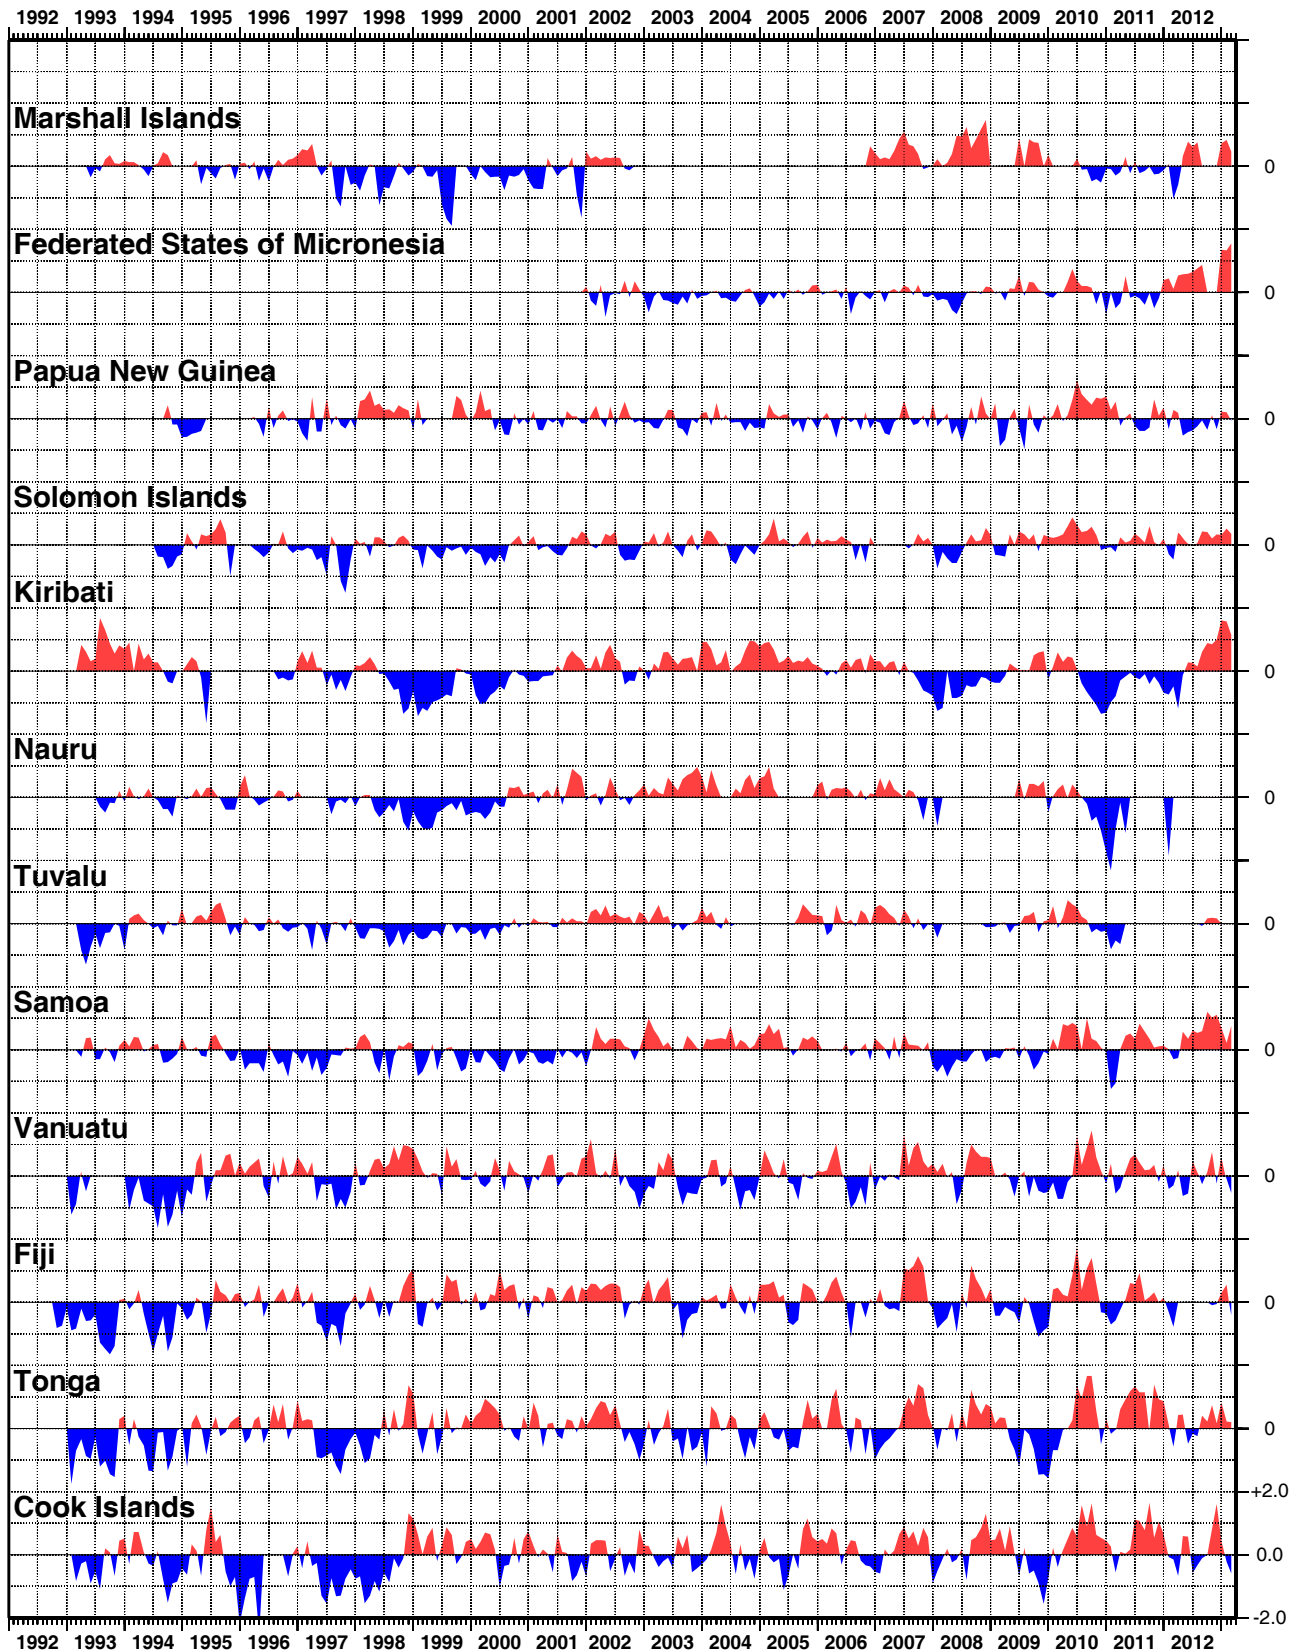 1992 1993 1994 1995 1996 1997 1998 1999 2000 2001 2002 2003 2004 2005 2006 2007 2008 2009 2010 2011 2012
Marshall Islands
0
Federated States of Micronesia
0
Papua New Guinea
0
Solomon Islands
0
Kiribati
0
Nauru
0
Tuvalu
0
Samoa
0
Vanuatu
0
Fiji
0
Tonga
0
+2.0
Cook Islands
0.0
-2.0
1992 1993 1994 1995 1996 1997 1998 1999 2000 2001 2002 2003 2004 2005 2006 2007 2008 2009 2010 2011 2012